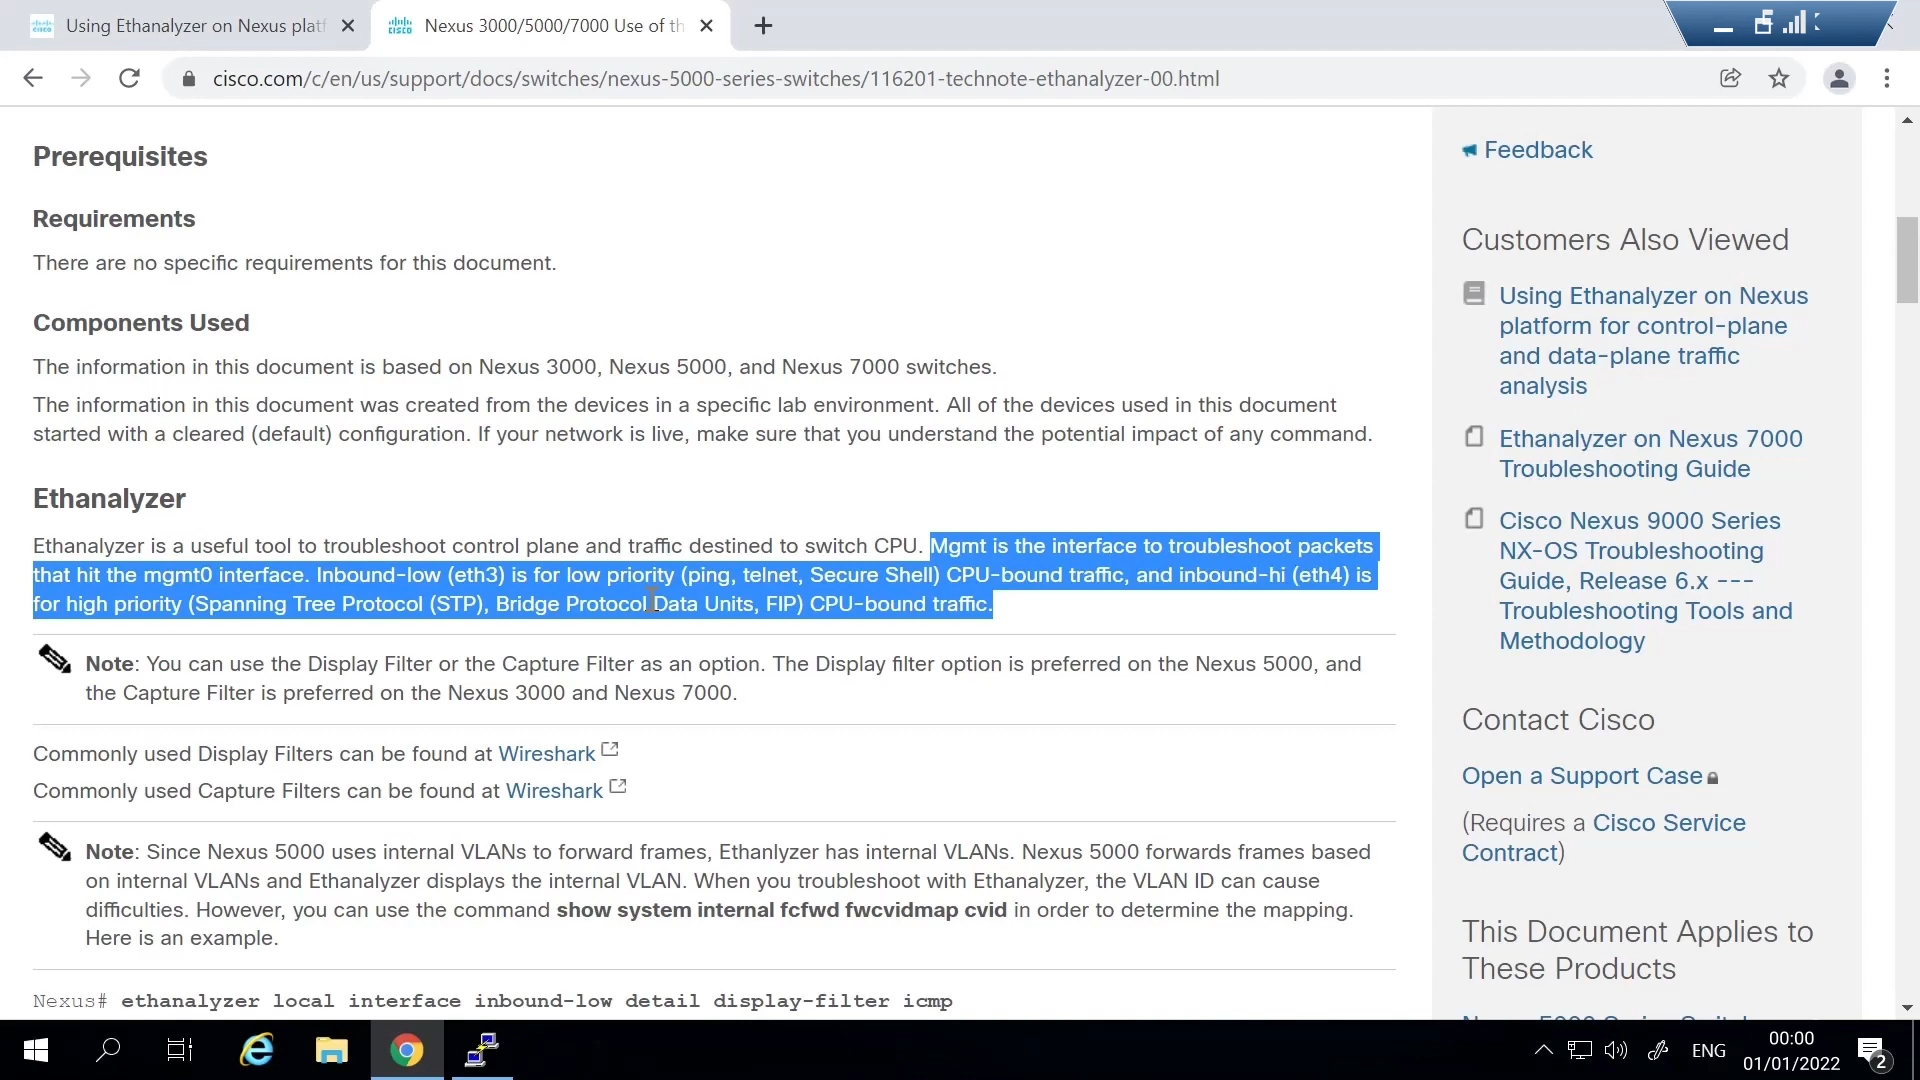 Using Ethanalyzer on Nexus platf
Nexus 3000/5000/7000 Use of th
cisco.com/c/en/us/support/docs/switches/nexus-5000-series-switches/116201-technote-ethanalyzer-00.html
Prerequisites
Requirements
There are no specific requirements for this document.
Components Used
The information in this document is based on Nexus 3000, Nexus 5000, and Nexus 7000 switches.
The information in this document was created from the devices in a specific lab environment. All of the devices used in this document
started with a cleared (default) configuration. If your network is live, make sure that you understand the potential impact of any command.
Ethanalyzer
Ethanalyzer is a useful tool to troubleshoot control plane and traffic destined to switch CPU. Mgmt is the interface to troubleshoot packets
that hit the mgmt0 interface. Inbound-low (eth3) is for low priority (ping, telnet, Secure Shell) CPU-bound traffic, and inbound-hi (eth4) is
for high priority (Spanning Tree Protocol (STP), Bridge Protocol Data Units, FIP) CPU-bound traffic.
Note: You can use the Display Filter or the Capture Filter as an option. The Display filter option is preferred on the Nexus 5000, and
the Capture Filter is preferred on the Nexus 3000 and Nexus 7000.
Commonly used Display Filters can be found at Wireshark
Commonly used Capture Filters can be found at Wireshark
Note: Since Nexus 5000 uses internal VLANs to forward frames, Ethanlyzer has internal VLANs. Nexus 5000 forwards frames based
on internal VLANs and Ethanalyzer displays the internal VLAN. When you troubleshoot with Ethanalyzer, the VLAN ID can cause
difficulties. However, you can use the command show system internal fcfwd fwcvidmap cvid in order to determine the mapping.
Here is an example.
Nexus# ethanalyzer local interface inbound-low detail display-filter icmp
Feedback
Customers Also Viewed
Using Ethanalyzer on Nexus
platform for control-plane
and data-plane traffic
analysis
Ethanalyzer on Nexus 7000
Troubleshooting Guide
Cisco Nexus 9000 Series
NX-OS Troubleshooting
Guide, Release 6.x ---
Troubleshooting Tools and
Methodology
Contact Cisco
Open a Support Case
(Requires a Cisco Service
Contract)
This Document Applies to
These Products
ENG
00:00
01/01/2022
2